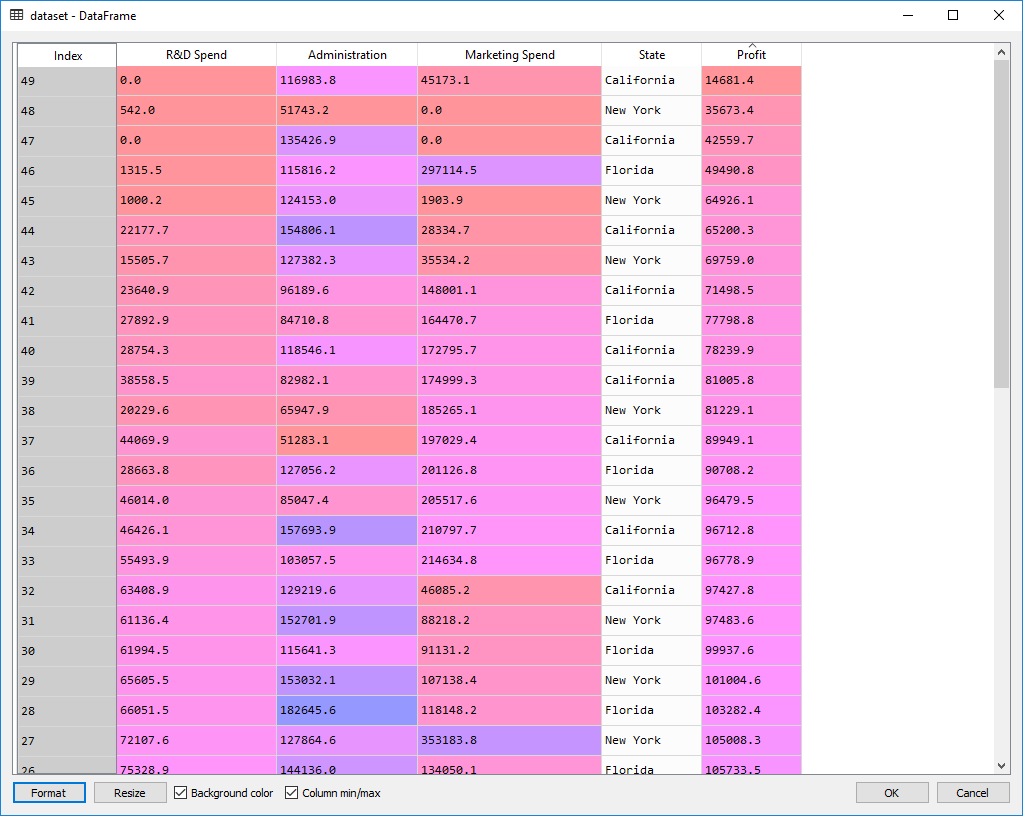 dataset - DataFrame
Index R&D Spend Administration Marketing Spend State Profit
49 0.0 116983.8 45173.1 California 14681.4
48 542.0 51743.2 0.0 New York 35673.4
47 0.0 135426.9 0.0 California 42559.7
46 1315.5 115816.2 297114.5 Florida 49490.8
45 1000.2 124153.0 1903.9 New York 64926.1
44 22177.7 154806.1 28334.7 California 65200.3
43 15505.7 127382.3 35534.2 New York 69759.0
42 23640.9 96189.6 148001.1 California 71498.5
41 27892.9 84710.8 164470.7 Florida 77798.8
40 28754.3 118546.1 172795.7 California 78239.9
39 38558.5 82982.1 174999.3 California 81005.8
38 20229.6 65947.9 185265.1 New York 81229.1
37 44069.9 51283.1 197029.4 California 89949.1
36 28663.8 127056.2 201126.8 Florida 90708.2
35 46014.0 85047.4 205517.6 New York 96479.5
34 46426.1 157693.9 210797.7 California 96712.8
33 55493.9 103057.5 214634.8 Florida 96778.9
32 63408.9 129219.6 46085.2 California 97427.8
31 61136.4 152701.9 88218.2 New York 97483.6
30 61994.5 115641.3 91131.2 Florida 99937.6
29 65605.5 153032.1 107138.4 New York 101004.6
28 66051.5 182645.6 118148.2 Florida 103282.4
27 72107.6 127864.6 353183.8 New York 105008.3
26 75328.9 144136.0 134050.1 Florida 105733.5
Format Resize Background color Column min/max OK Cancel